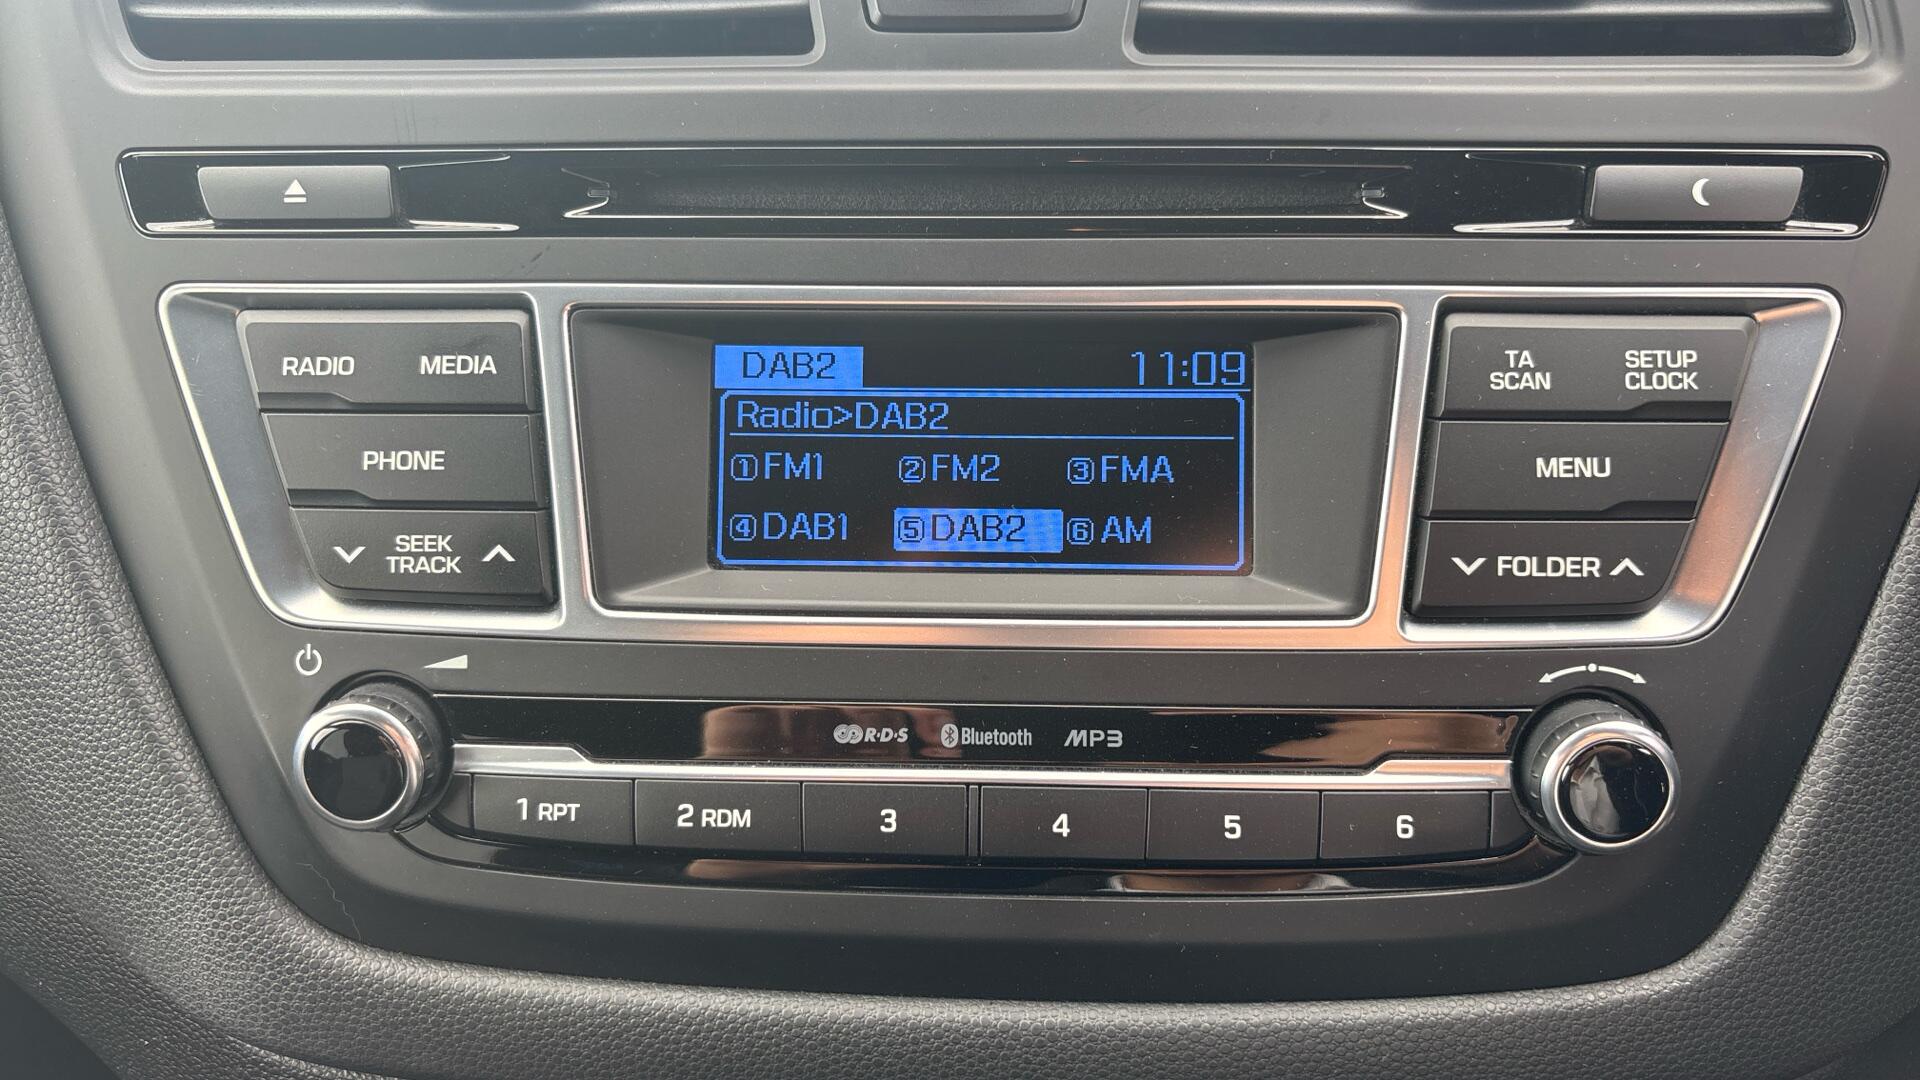 RADIO MEDIA
PHONE
SEEK
TRACK
DAB2 11:09
Radio>DAB2
①FM1 ②FM2 ③FMA
④DAB1 ⑤DAB2 ⑥AM
TA
SCAN
SETUP
CLOCK
MENU
FOLDER
R·D·S Bluetooth MP3
1 RPT 2 RDM 3 4 5 6